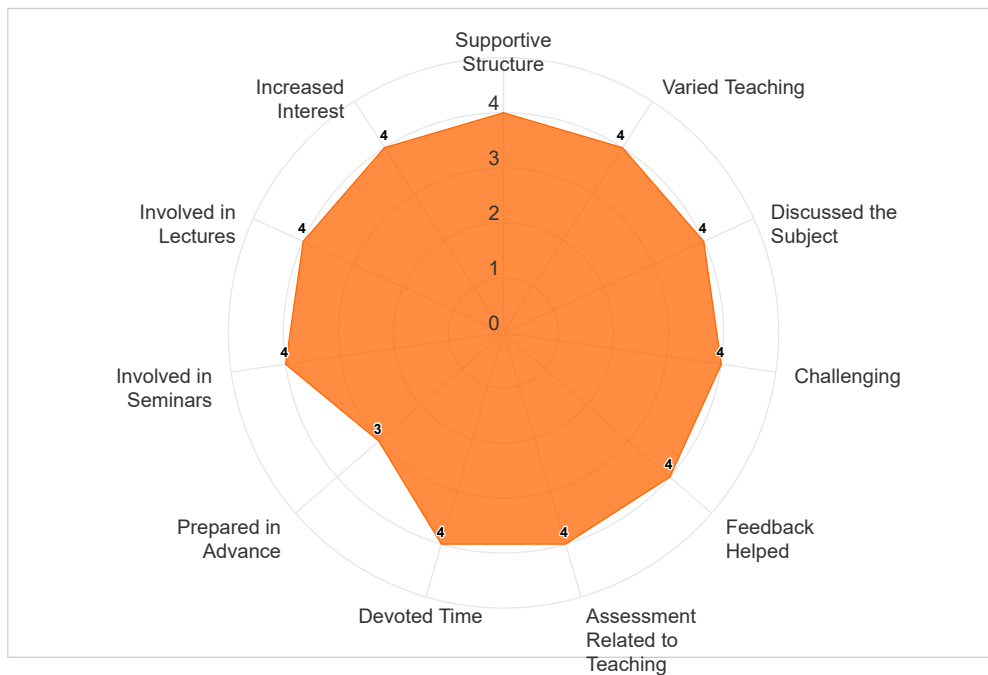 Supportive
Structure
Increased
Interest
Varied Teaching
4
4
4
3
Involved in
Lectures
4
2
4
Discussed the
Subject
1
0
Involved in
Seminars
4
4
Challenging
3
4
Prepared in
Advance
Feedback
Helped
4
4
Devoted Time
Assessment
Related to
Teaching